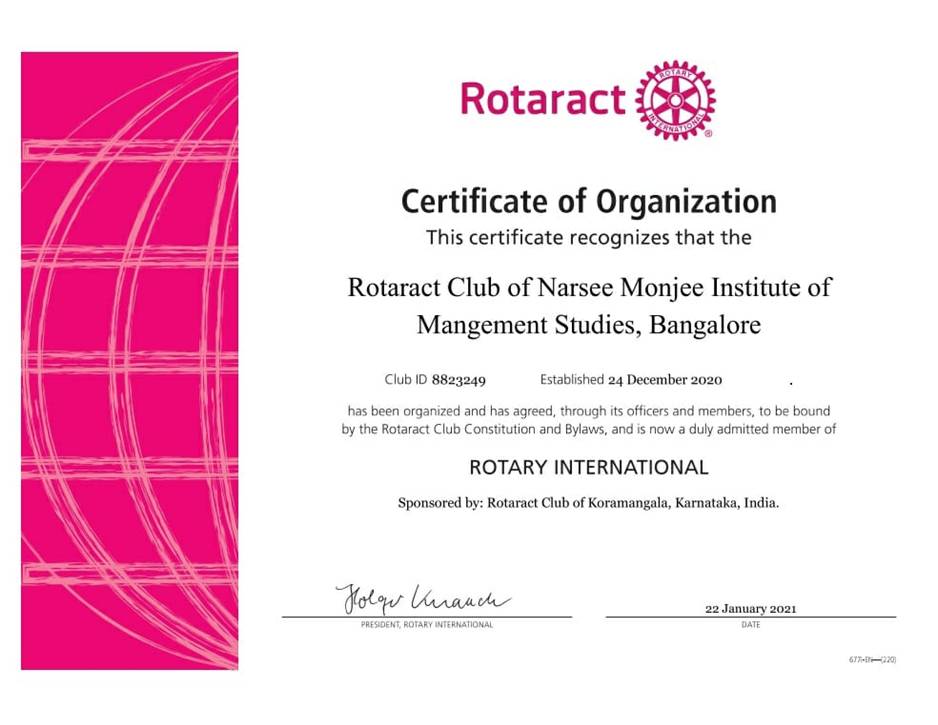 Rotaract
ROTARY
INTERNATIONAL
®
Certificate of Organization
This certificate recognizes that the
Rotaract Club of Narsee Monjee Institute of
Mangement Studies, Bangalore
Club ID 8823249 Established 24 December 2020 .
has been organized and has agreed, through its officers and members, to be bound
by the Rotaract Club Constitution and Bylaws, and is now a duly admitted member of
ROTARY INTERNATIONAL
Sponsored by: Rotaract Club of Koramangala, Karnataka, India.
Holger Knaack
22 January 2021
PRESIDENT, ROTARY INTERNATIONAL
DATE